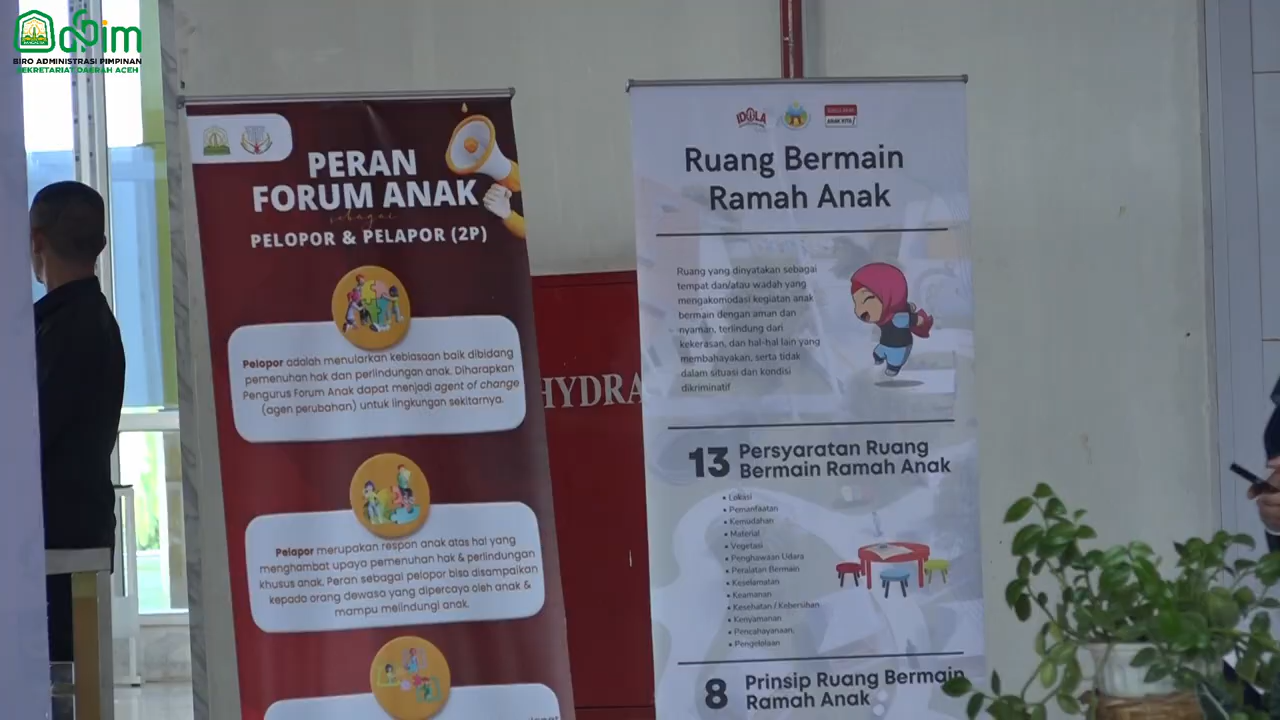 apim
BIRO ADMINISTRASI PIMPINAN
SEKRETARIAT DAERAH ACEH
PERAN
FORUM ANAK
sebagai
PELOPOR & PELAPOR (2P)
Pelopor adalah menularkan kebiasaan baik dibidang
pemenuhan hak dan perlindungan anak. Diharapkan
Pengurus Forum Anak dapat menjadi agent of change
(agen perubahan) untuk lingkungan sekitarnya.
Pelapor merupakan respon anak atas hal yang
menghambat upaya pemenuhan hak & perlindungan
khusus anak. Peran sebagai pelopor bisa disampaikan
kepada orang dewasa yang dipercaya oleh anak &
mampu melindungi anak.
HYDRA
IDOLA
ANAK KITA
Ruang Bermain
Ramah Anak
Ruang yang dinyatakan sebagai
tempat dan/atau wadah yang
mengakomodasi kegiatan anak
bermain dengan aman dan
nyaman, terlindung dari
kekerasan, dan hal-hal lain yang
membahayakan, serta tidak
dalam situasi dan kondisi
dikriminatif
13 Persyaratan Ruang
Bermain Ramah Anak
• Lokasi
• Pemanfaatan
• Kemudahan
• Material
• Vegetasi
• Penghawaan Udara
• Peralatan Bermain
• Keselamatan
• Keamanan
• Kesehatan / Kebersihan
• Kenyamanan
• Pencahayanaan,
• Pengelolaan
8 Prinsip Ruang Bermain
Ramah Anak